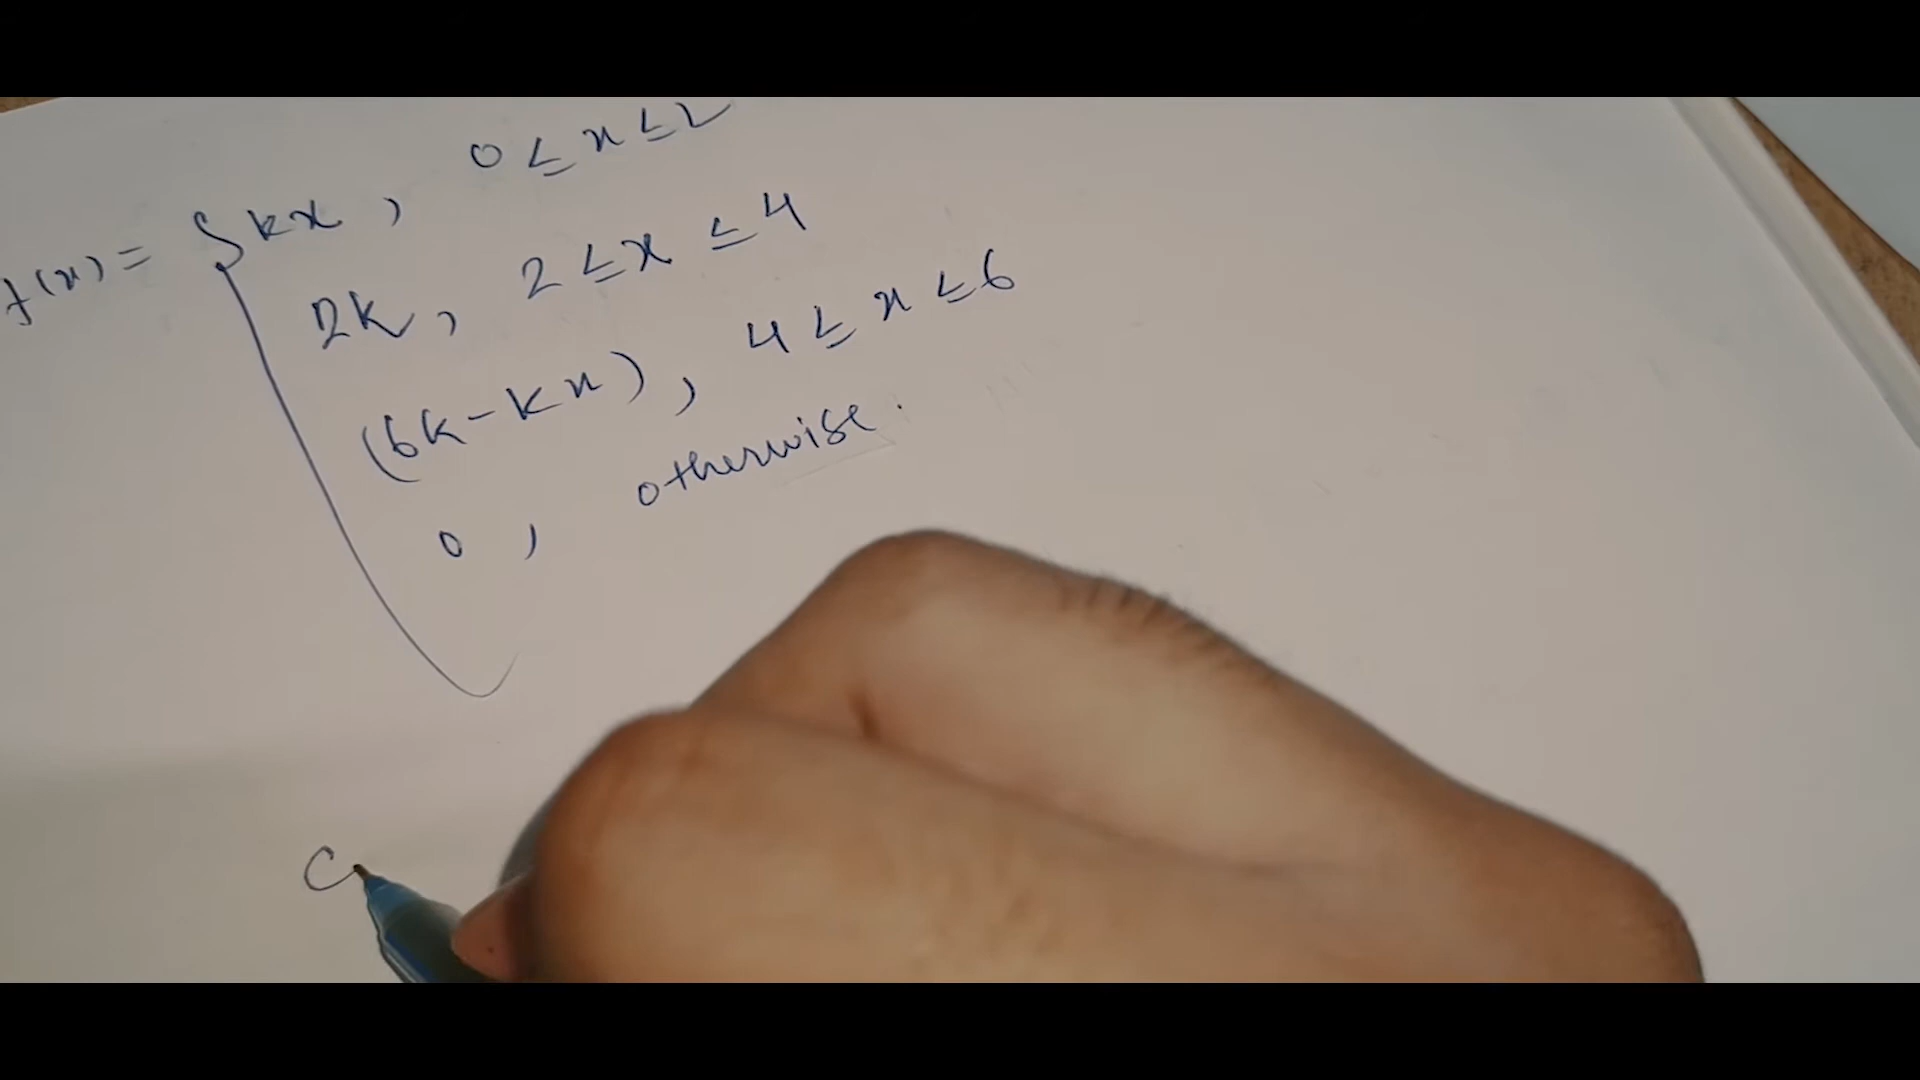 f(x) = { kx , 0 ≤ x ≤ 2
2k , 2 ≤ x ≤ 4
(6k - kx) , 4 ≤ x ≤ 6
0 , otherwise.
C